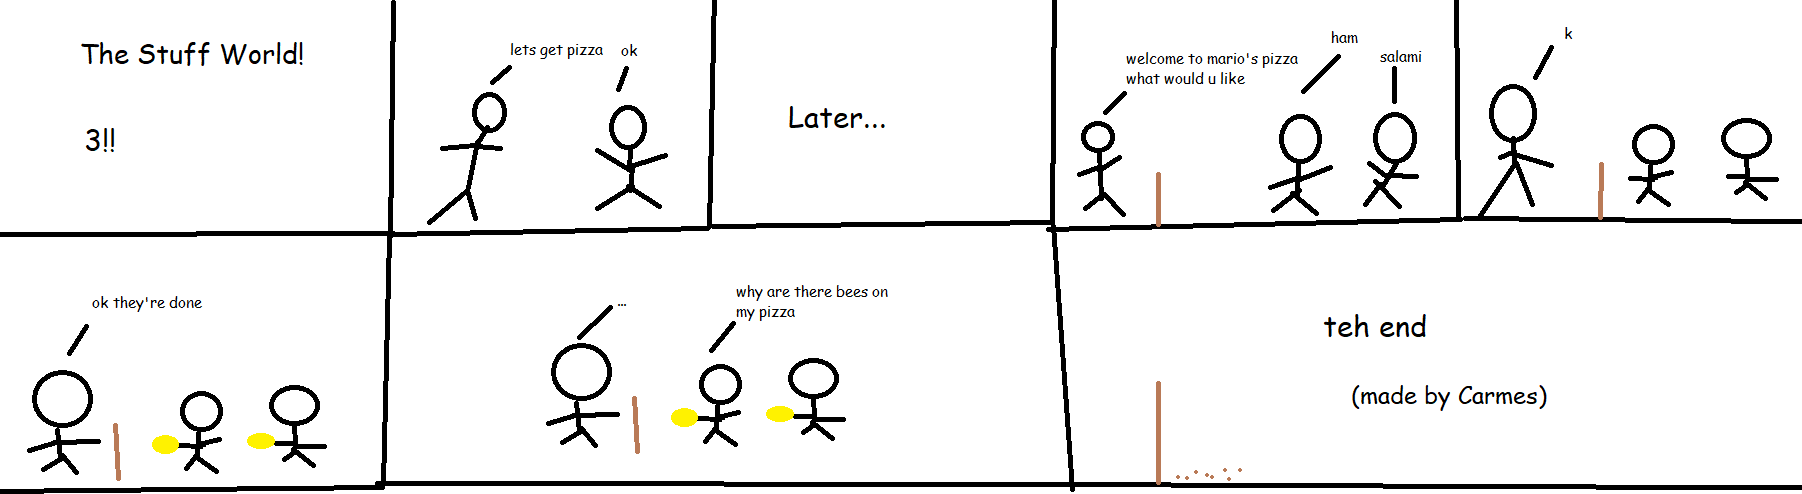 The Stuff World!
3!!
lets get pizza
ok
Later...
welcome to mario's pizza
what would u like
ham
salami
k
ok they're done
...
why are there bees on
my pizza
teh end
(made by Carmes)